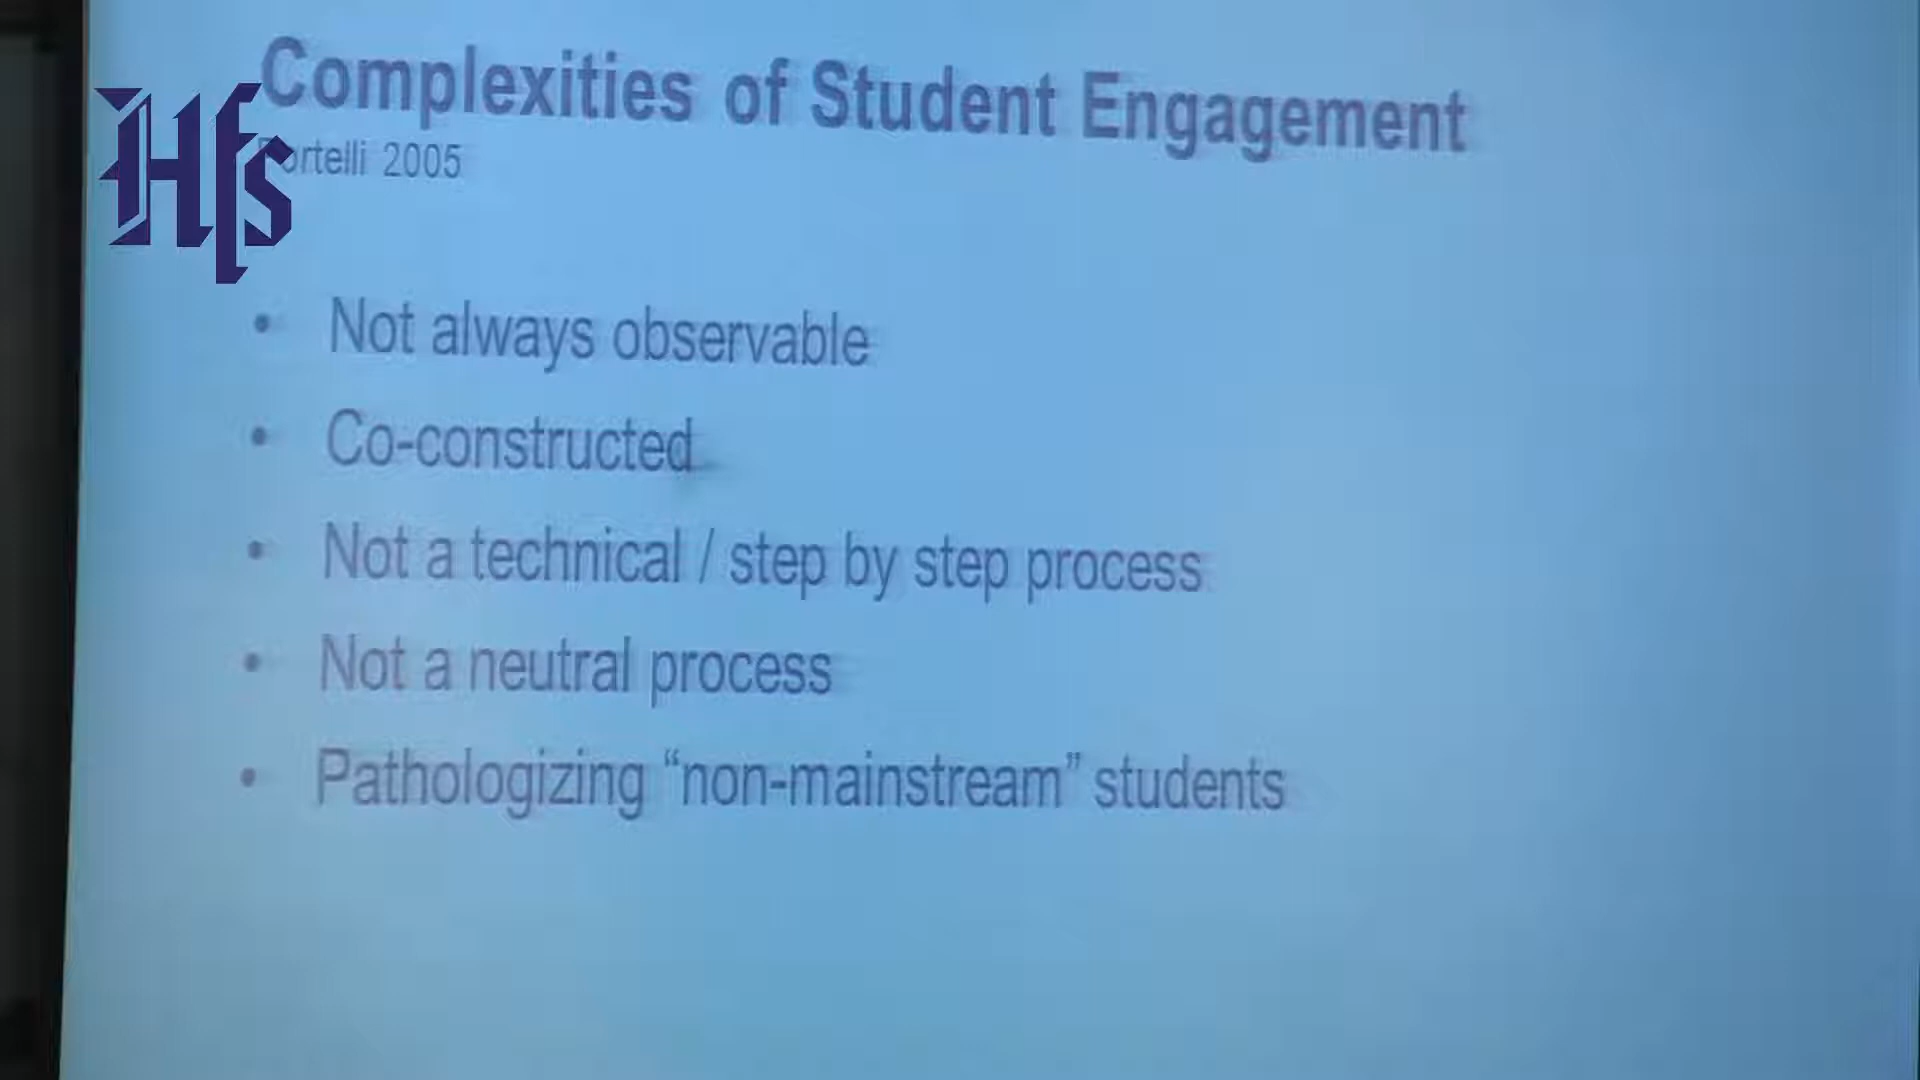 Complexities of Student Engagement
Portelli 2005
Hfs
• Not always observable
• Co-constructed
• Not a technical / step by step process
• Not a neutral process
• Pathologizing “non-mainstream” students